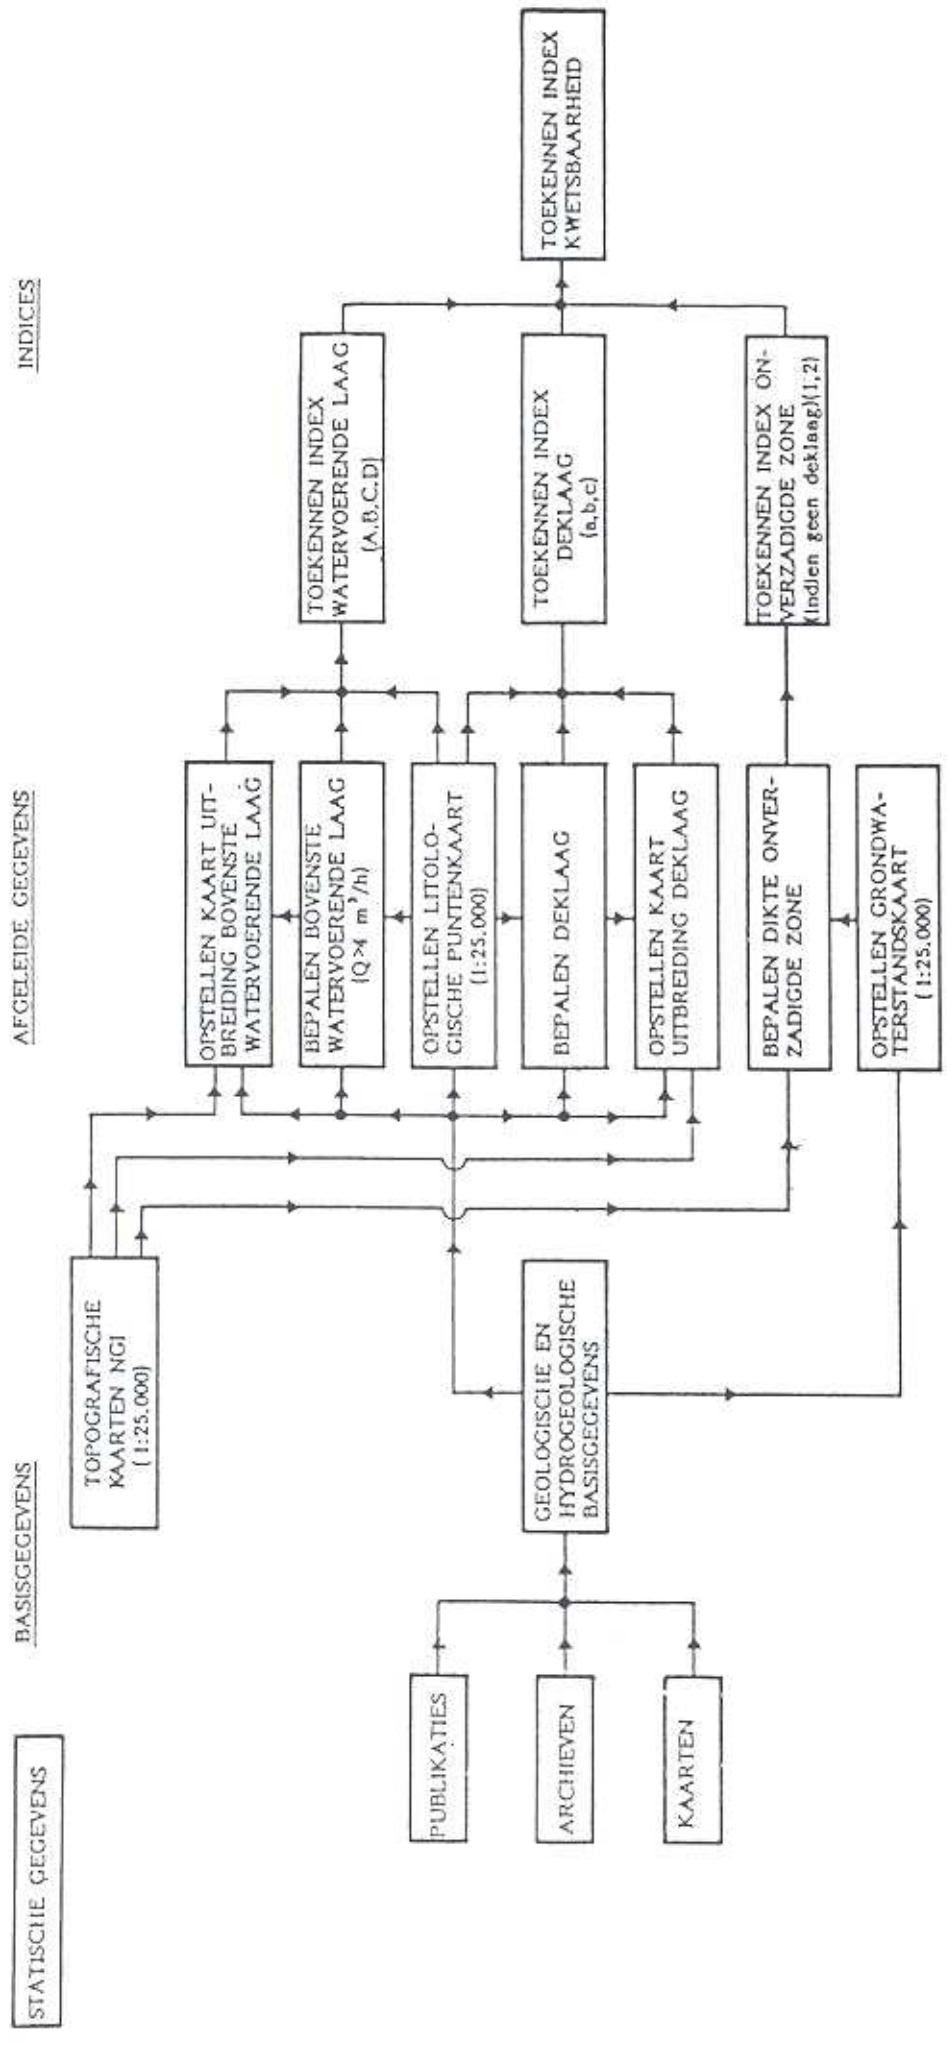 STATISCHE GEGEVENS
BASISGEGEVENS
AFGELEIDE GEGEVENS
INDICES
TOPOGRAFISCHE
KAARTEN NGI
(1:25.000)
PUBLIKATIES
ARCHIEVEN
KAARTEN
GEOLOGISCHE EN
HYDROGEOLOGISCHE
BASISGEGEVENS
OPSTELLEN KAART UIT-
BREIDING BOVENSTE
WATERVOERENDE LAAG
BEPALEN BOVENSTE
WATERVOERENDE LAAG
(Q>4 m³/h)
OPSTELLEN LITOLO-
GISCHE PUNTENKAART
(1:25.000)
BEPALEN DEKLAAG
OPSTELLEN KAART
UITBREIDING DEKLAAG
BEPALEN DIKTE ONVER-
ZADIGDE ZONE
OPSTELLEN GRONDWA-
TERSTANDSKAART
(1:25.000)
TOEKENNEN INDEX
WATERVOERENDE LAAG
(A,B,C,D)
TOEKENNEN INDEX
DEKLAAG
(a,b,c)
TOEKENNEN INDEX ON-
VERZADIGDE ZONE
(indien geen deklaag)(1,2)
TOEKENNEN INDEX
KWETSBAARHEID